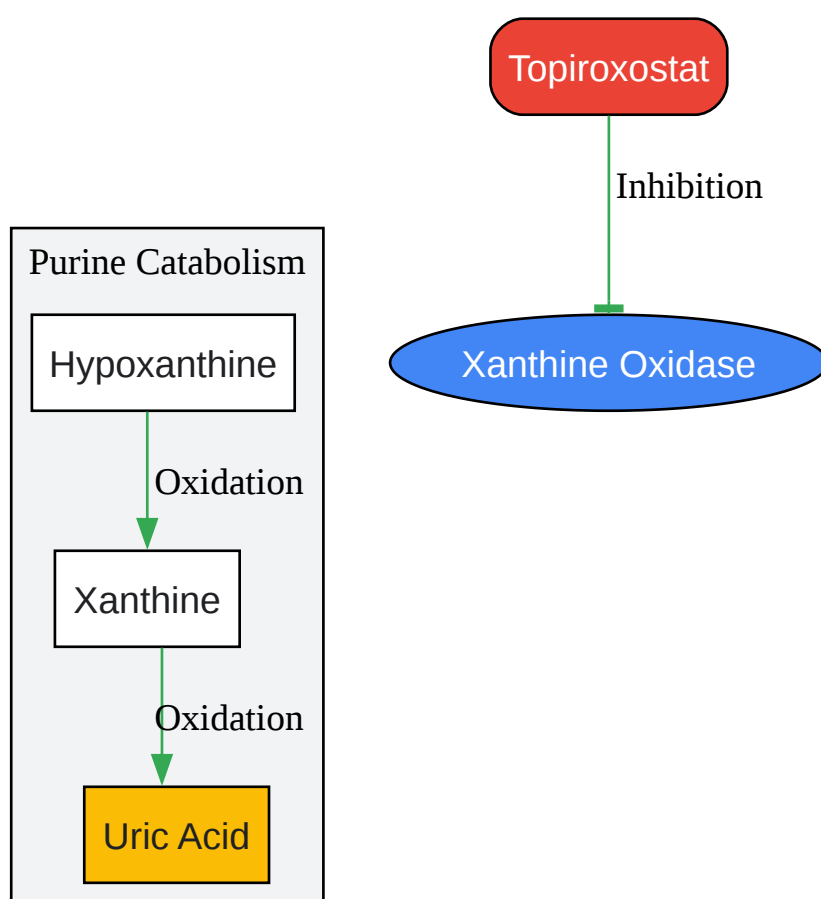 Topiroxostat
Inhibition
Purine Catabolism
Hypoxanthine
Xanthine Oxidase
Oxidation
Xanthine
Oxidation
Uric Acid